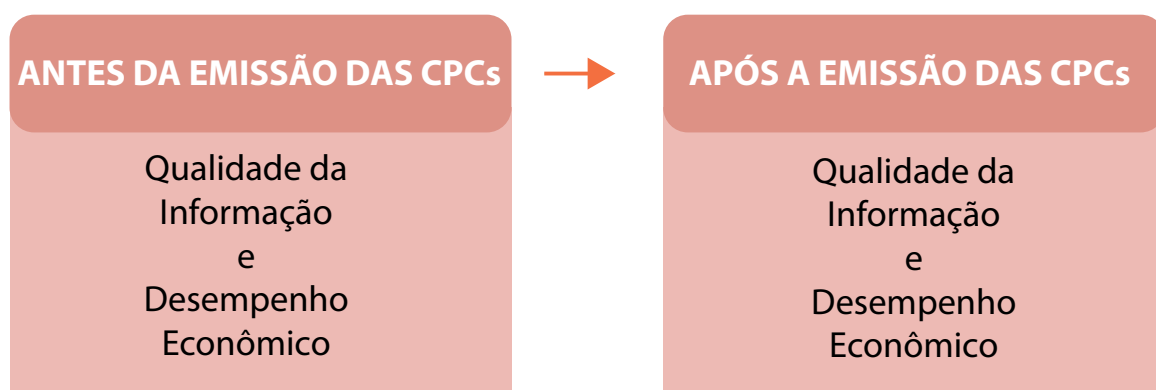 ANTES DA EMISSÃO DAS CPCs
Qualidade da
Informação
e
Desempenho
Econômico
APÓS A EMISSÃO DAS CPCs
Qualidade da
Informação
e
Desempenho
Econômico